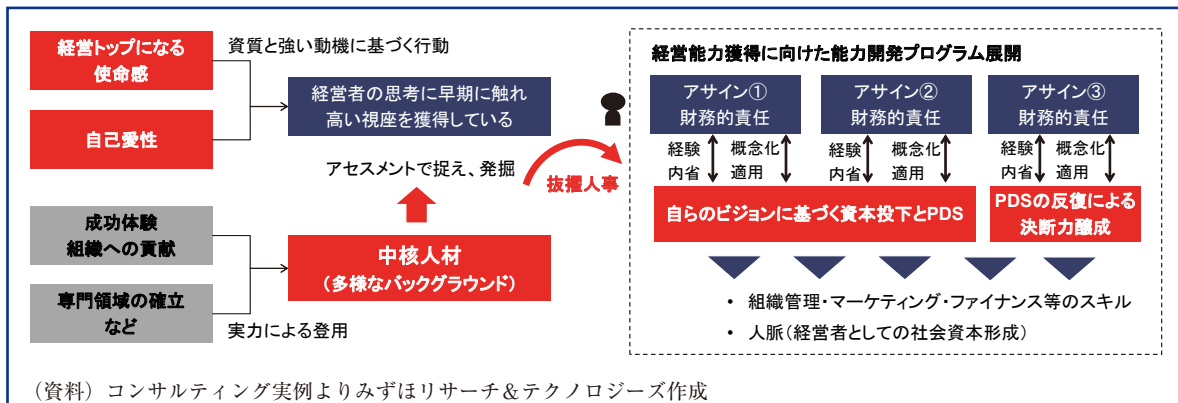 経営トップになる
使命感
資質と強い動機に基づく行動
自己愛性
経営者の思考に早期に触れ
高い視座を獲得している
アセスメントで捉え、発掘
抜擢人事
成功体験
組織への貢献
専門領域の確立
など
中核人材
（多様なバックグラウンド）
実力による登用
経営能力獲得に向けた能力開発プログラム展開
アサイン①
財務的責任
アサイン②
財務的責任
アサイン③
財務的責任
経験 概念化
内省 適用
経験 概念化
内省 適用
経験 概念化
内省 適用
自らのビジョンに基づく資本投下とPDS
PDSの反復による
決断力醸成
• 組織管理・マーケティング・ファイナンス等のスキル
• 人脈（経営者としての社会資本形成）
（資料）コンサルティング実例よりみずほリサーチ＆テクノロジーズ作成